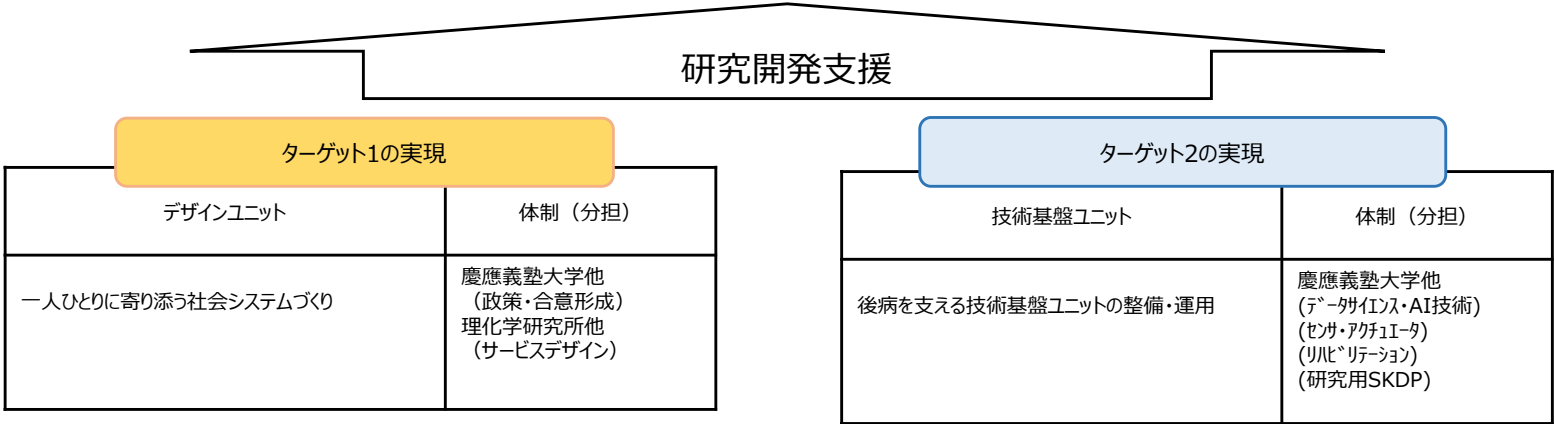 研究開発支援
ターゲット1の実現
デザインユニット
体制（分担）
一人ひとりに寄り添う社会システムづくり
慶應義塾大学他
（政策・合意形成）
理化学研究所他
（サービスデザイン）
ターゲット2の実現
技術基盤ユニット
体制（分担）
後病を支える技術基盤ユニットの整備・運用
慶應義塾大学他
(ﾃﾞｰﾀｻｲｴﾝｽ・AI技術)
(ｾﾝｻ・ｱｸﾁｭｴｰﾀ)
(ﾘﾊﾋﾞﾘﾃｰｼｮﾝ)
(研究用SKDP)